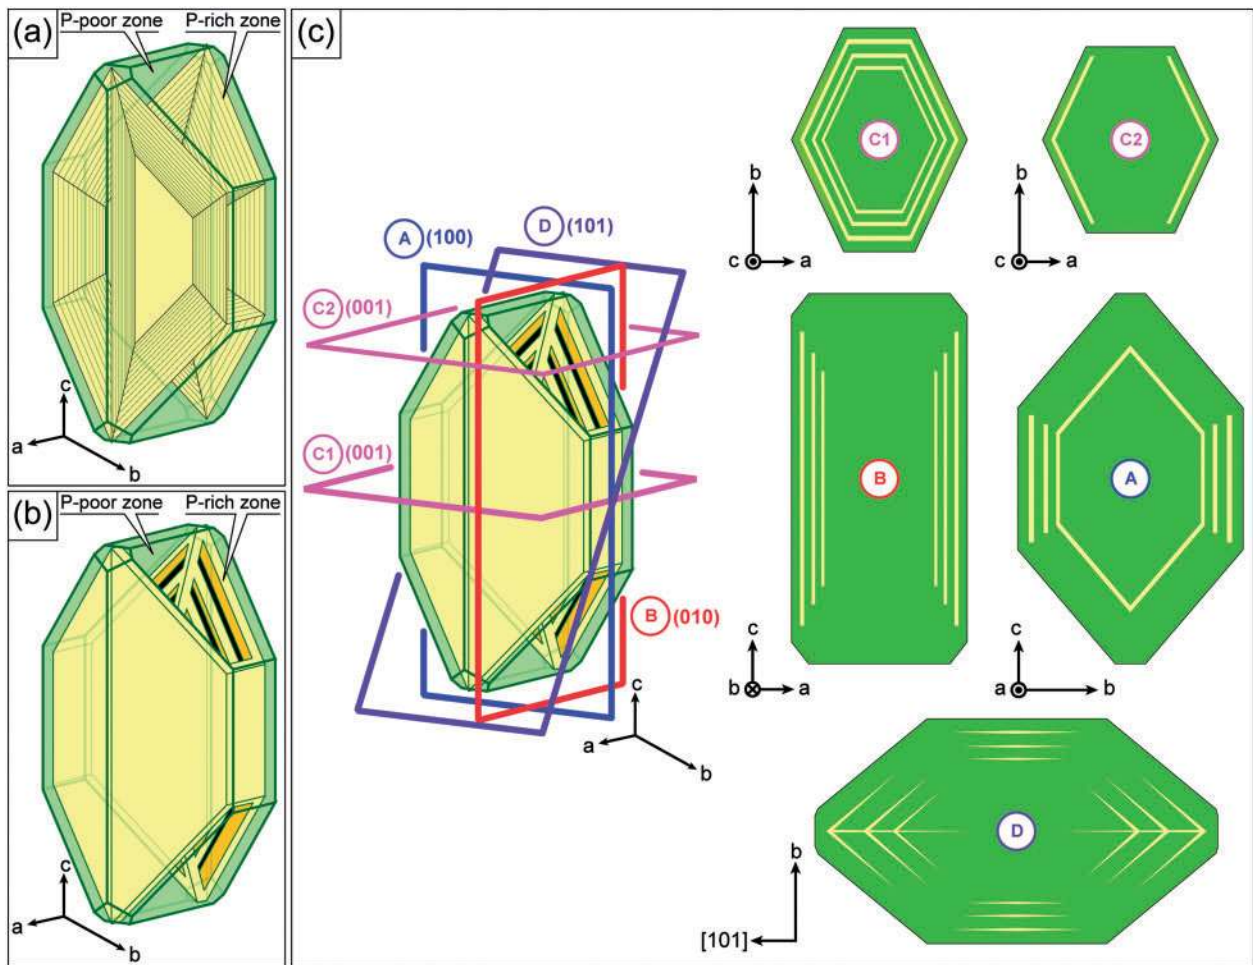 (a)
P-poor zone
P-rich zone
c
a
b
(b)
P-poor zone
P-rich zone
c
a
b
(c)
A (100)
D (101)
C2 (001)
C1 (001)
B (010)
c
a
b
C1
b
c
a
C2
b
c
a
B
c
b
a
A
c
a
b
D
b
[101]